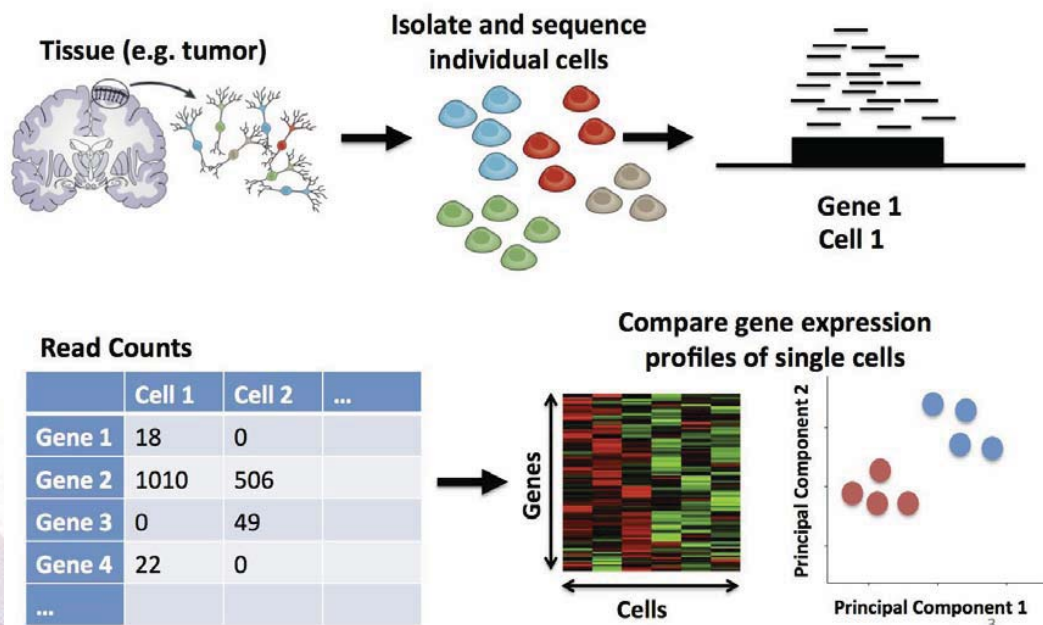 Tissue (e.g. tumor)
Isolate and sequence
individual cells
Gene 1
Cell 1
Read Counts
Cell 1 Cell 2 ...
Gene 1 18 0
Gene 2 1010 506
Gene 3 0 49
Gene 4 22 0
...
Compare gene expression
profiles of single cells
Genes
Cells
Principal Component 2
Principal Component 1
3